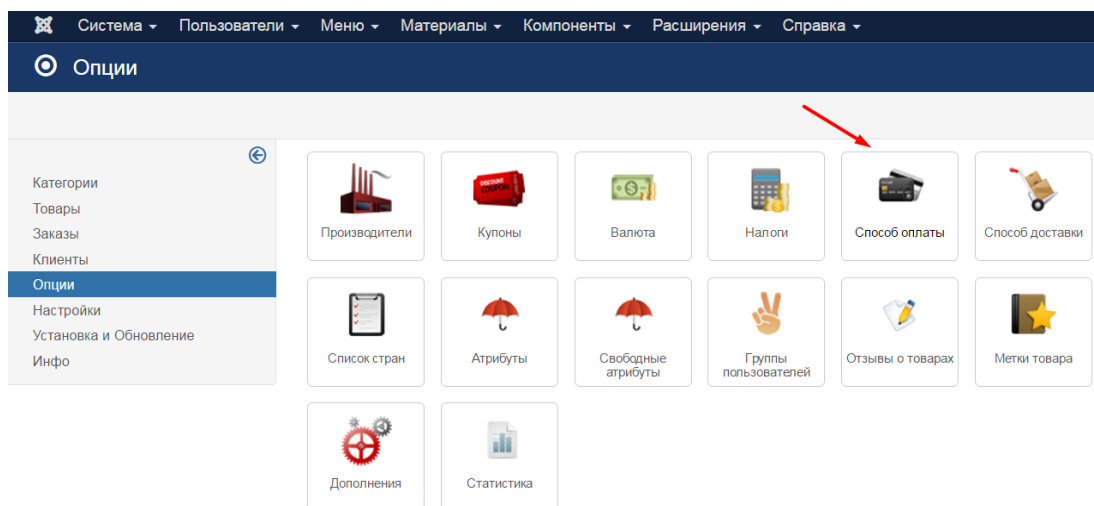 Система Пользователи Меню Материалы Компоненты Расширения Справка
Опции
Категории
Товары
Заказы
Клиенты
Опции
Настройки
Установка и Обновление
Инфо
DISCOUNT
COUPON
Производители Купоны Валюта Налоги Способ оплаты Способ доставки
Список стран Атрибуты Свободные атрибуты Группы пользователей Отзывы о товарах Метки товара
Дополнения Статистика